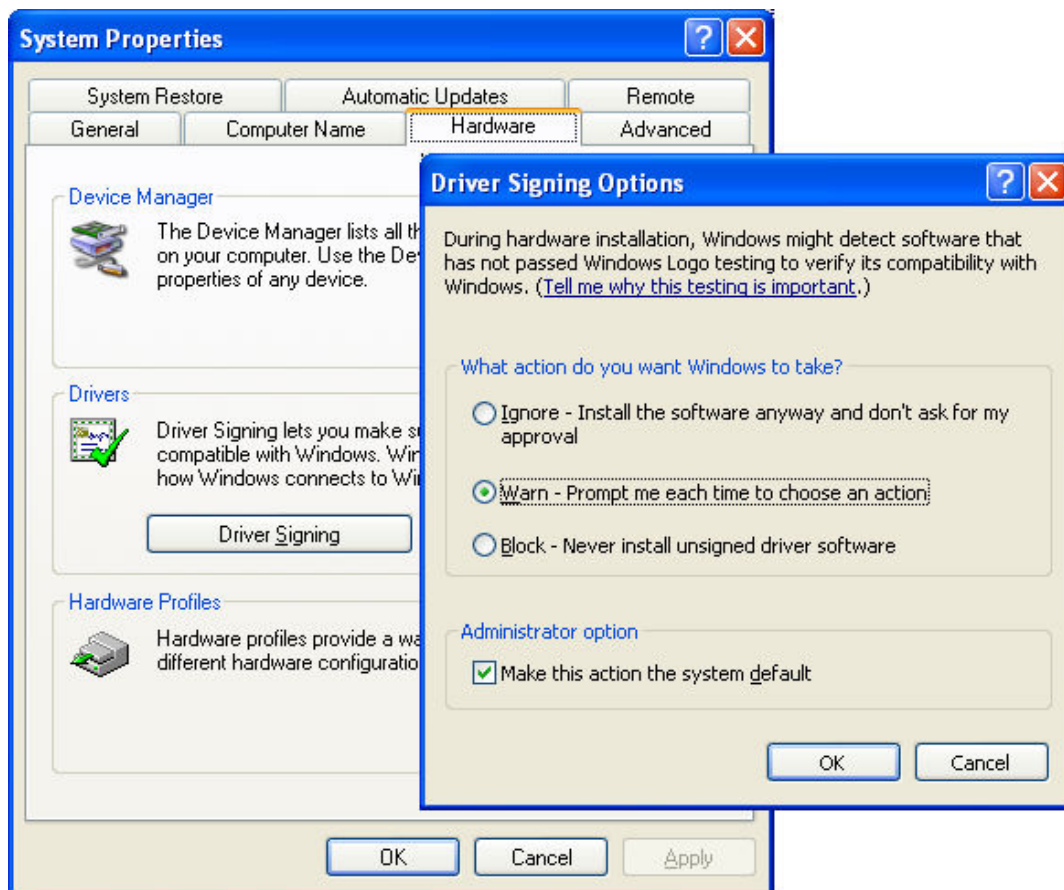 System Properties
System Restore
Automatic Updates
Remote
General
Computer Name
Hardware
Advanced
Device Manager
The Device Manager lists all th
on your computer. Use the De
properties of any device.
Drivers
Driver Signing lets you make s
compatible with Windows. Win
how Windows connects to Wi
Driver Signing
Hardware Profiles
Hardware profiles provide a wa
different hardware configuratio
OK
Cancel
Apply
Driver Signing Options
During hardware installation, Windows might detect software that
has not passed Windows Logo testing to verify its compatibility with
Windows. (Tell me why this testing is important.)
What action do you want Windows to take?
Ignore - Install the software anyway and don't ask for my
approval
Warn - Prompt me each time to choose an action
Block - Never install unsigned driver software
Administrator option
Make this action the system default
OK
Cancel